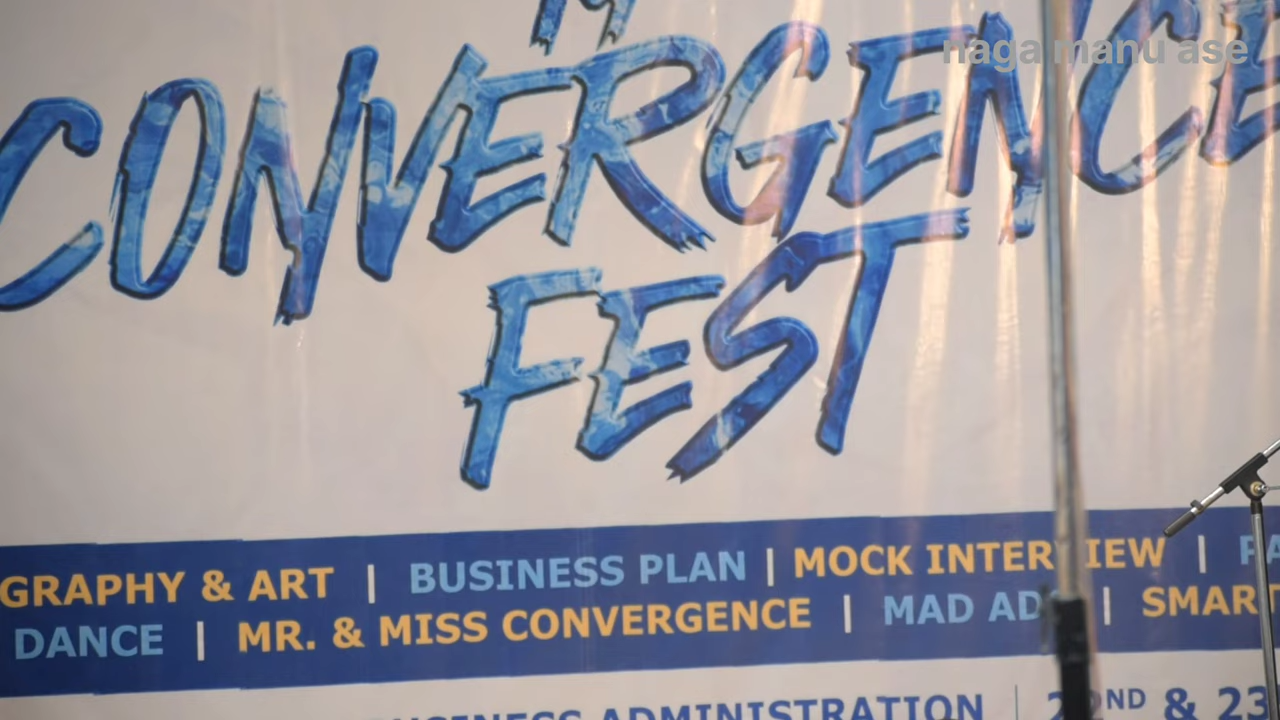 naga manu ase
CONVERGENCE
FEST
GRAPHY & ART | BUSINESS PLAN | MOCK INTERVIEW |
DANCE | MR. & MISS CONVERGENCE | MAD ADS | SMART
BUSINESS ADMINISTRATION | 22ND & 23